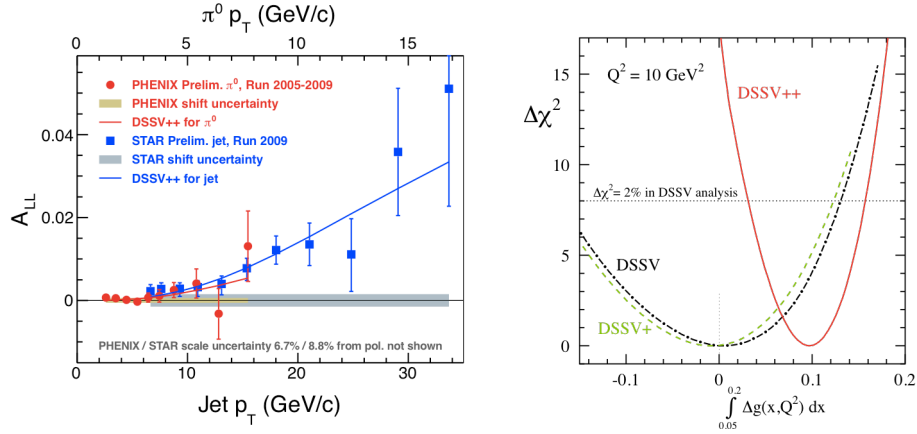 π⁰ p_T (GeV/c)
0 5 10 15
PHENIX Prelim. π⁰, Run 2005-2009
PHENIX shift uncertainty
DSSV++ for π⁰
STAR Prelim. jet, Run 2009
STAR shift uncertainty
DSSV++ for jet
A_LL
0.04
0.02
0
PHENIX / STAR scale uncertainty 6.7% / 8.8% from pol. not shown
0 10 20 30
Jet p_T (GeV/c)
Q² = 10 GeV²
DSSV++
Δχ²
15
10
5
0
Δχ²= 2% in DSSV analysis
DSSV
DSSV+
-0.1 0 0.1 0.2
0.2
∫ Δg(x,Q²) dx
0.05